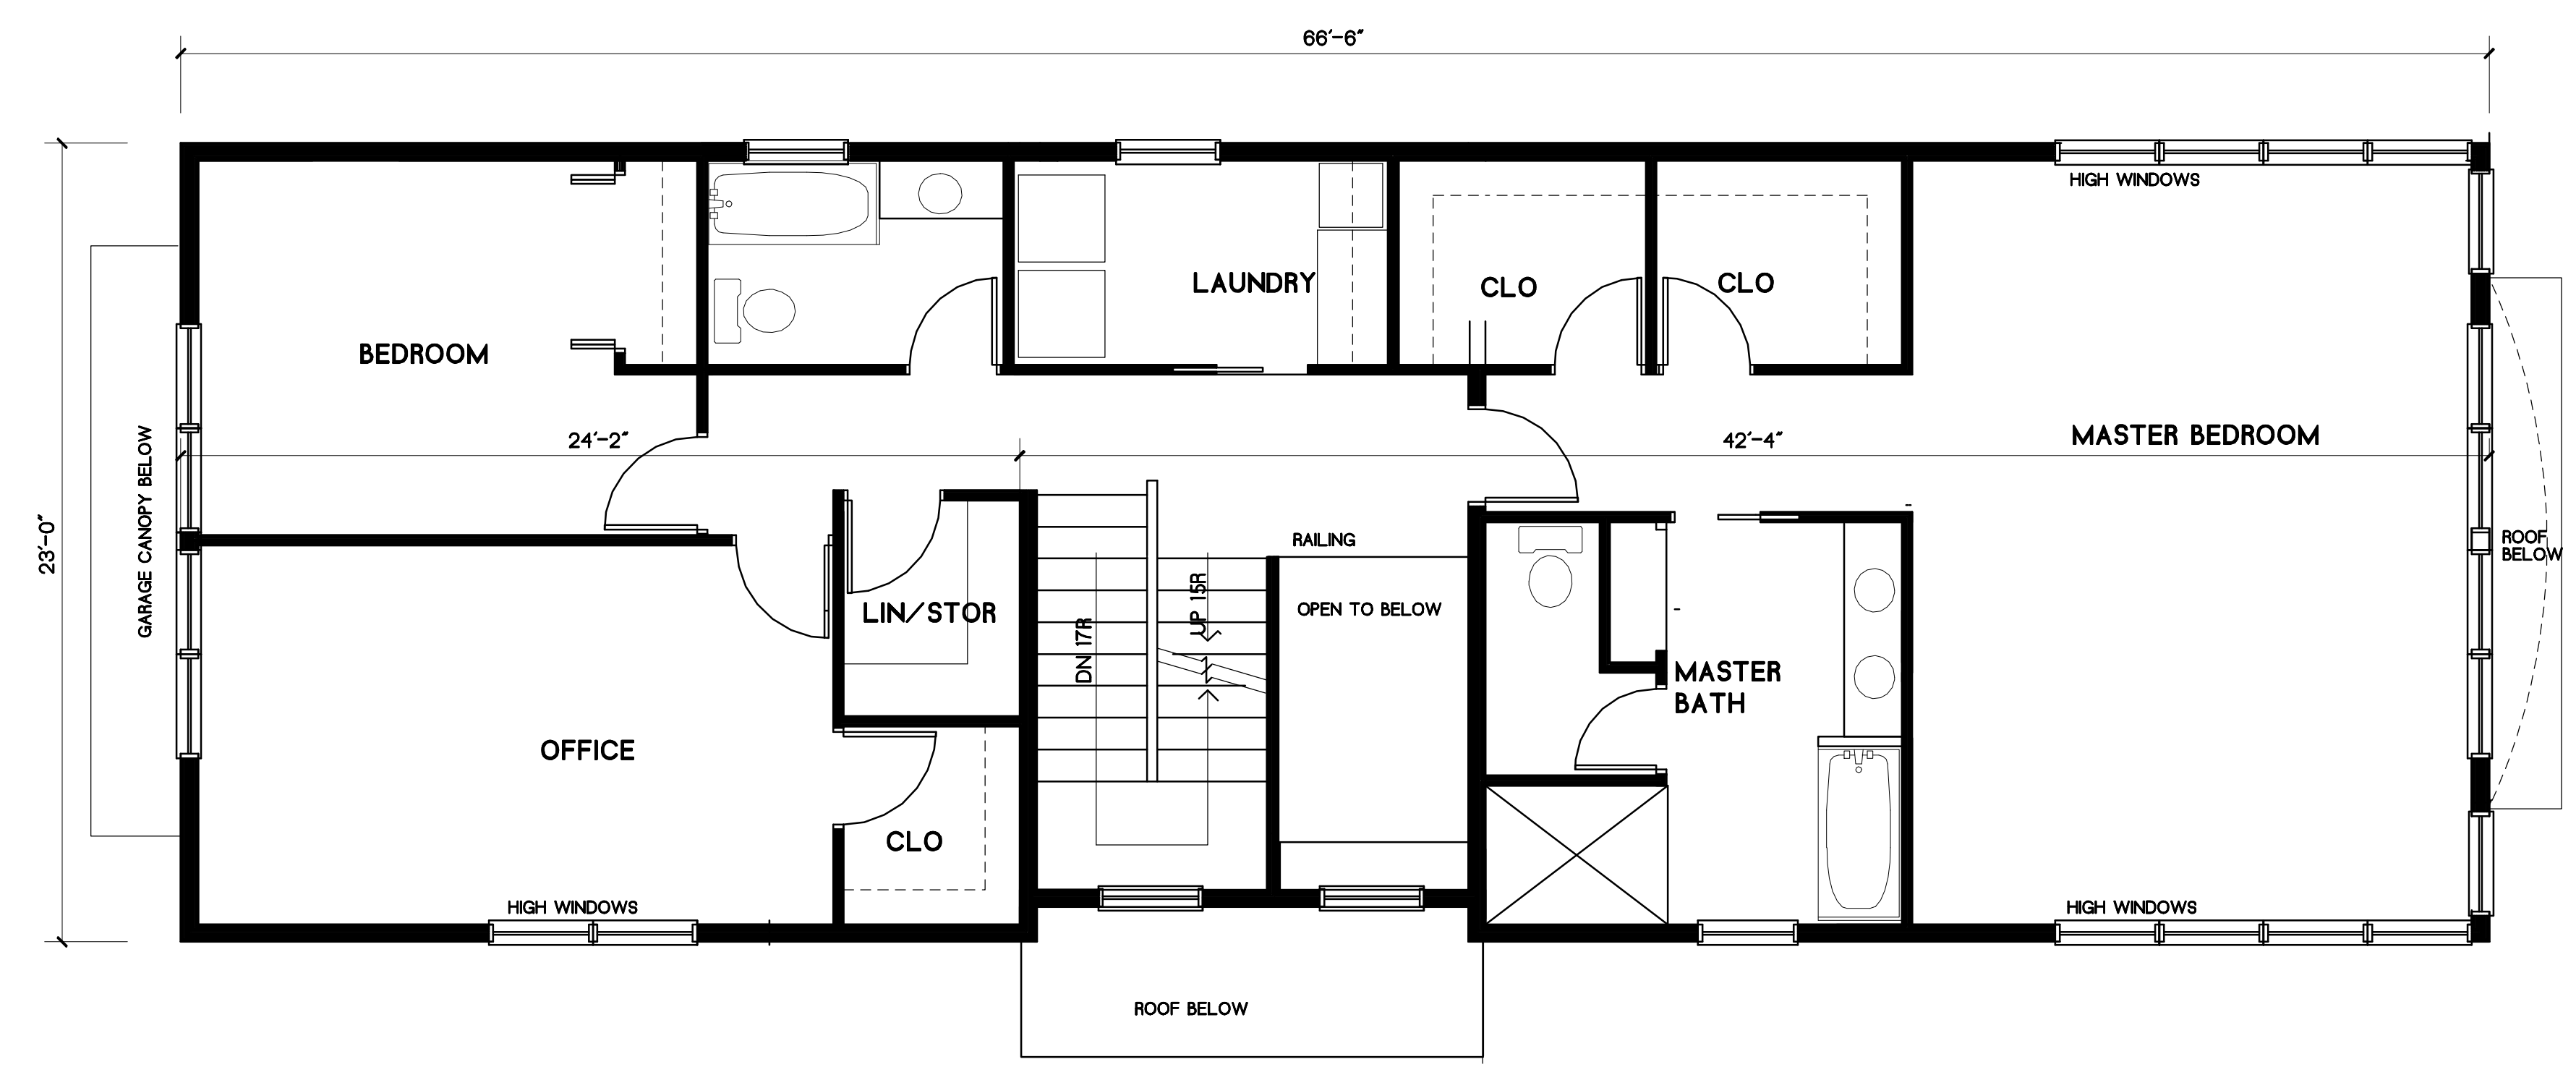 66'-6"
HIGH WINDOWS
LAUNDRY
CLO
CLO
BEDROOM
24'-2"
42'-4"
MASTER BEDROOM
GARAGE CANOPY BELOW
23'-0"
RAILING
ROOF
BELOW
LIN/STOR
OPEN TO BELOW
UP 15R
DN 17R
MASTER
BATH
OFFICE
CLO
HIGH WINDOWS
HIGH WINDOWS
ROOF BELOW